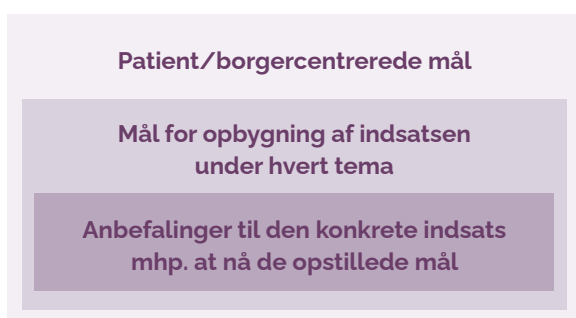 Patient/borgercentrerede mål
Mål for opbygning af indsatsen
under hvert tema
Anbefalinger til den konkrete indsats
mhp. at nå de opstillede mål